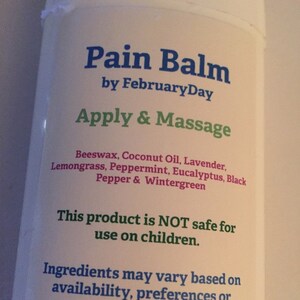 Pain Balm
by FebruaryDay
Apply & Massage
Beeswax, Coconut Oil, Lavender,
Lemongrass, Peppermint, Eucalyptus, Black
Pepper & Wintergreen
This product is NOT safe for
use on children.
Ingredients may vary based on
availability, preferences or